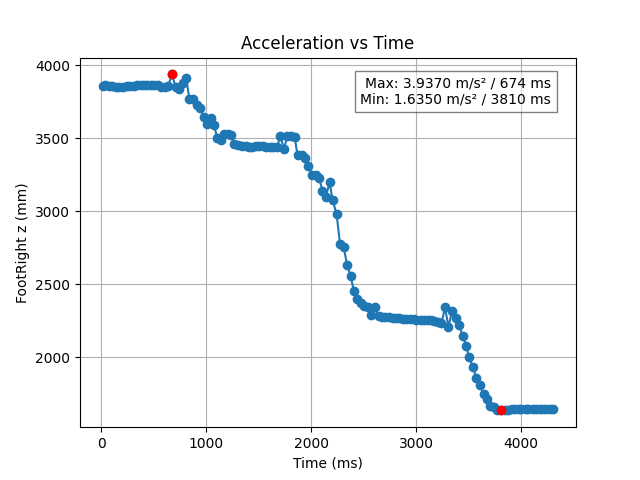 Acceleration vs Time
Max: 3.9370 m/s² / 674 ms
Min: 1.6350 m/s² / 3810 ms
FootRight z (mm)
4000
3500
3000
2500
2000
0 1000 2000 3000 4000
Time (ms)